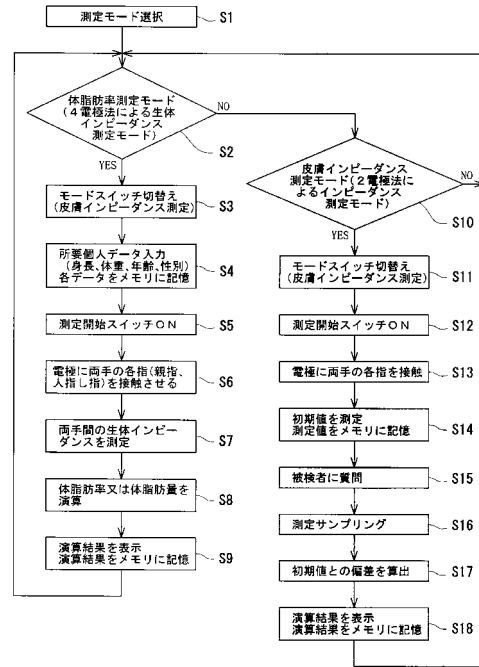 測定モード選択
S1
体脂肪率測定モード
(4電極法による生体
インピーダンス
測定モード)
NO
S2
YES
モードスイッチ切替え
(皮膚インピーダンス測定)
S3
所要個人データ入力
(身長、体重、年齢、性別)
各データをメモリに記憶
S4
測定開始スイッチON
S5
電極に両手の各指(親指、
人指し指)を接触させる
S6
両手間の生体インピー
ダンスを測定
S7
体脂肪率又は体脂肪量を
演算
S8
演算結果を表示
演算結果をメモリに記憶
S9
皮膚インピーダンス
測定モード(2電極法に
よるインピーダンス
測定モード)
NO
S10
YES
モードスイッチ切替え
(皮膚インピーダンス測定)
S11
測定開始スイッチON
S12
電極に両手の各指を接触
S13
初期値を測定
測定値をメモリに記憶
S14
被検者に質問
S15
測定サンプリング
S16
初期値との偏差を算出
S17
演算結果を表示
演算結果をメモリに記憶
S18